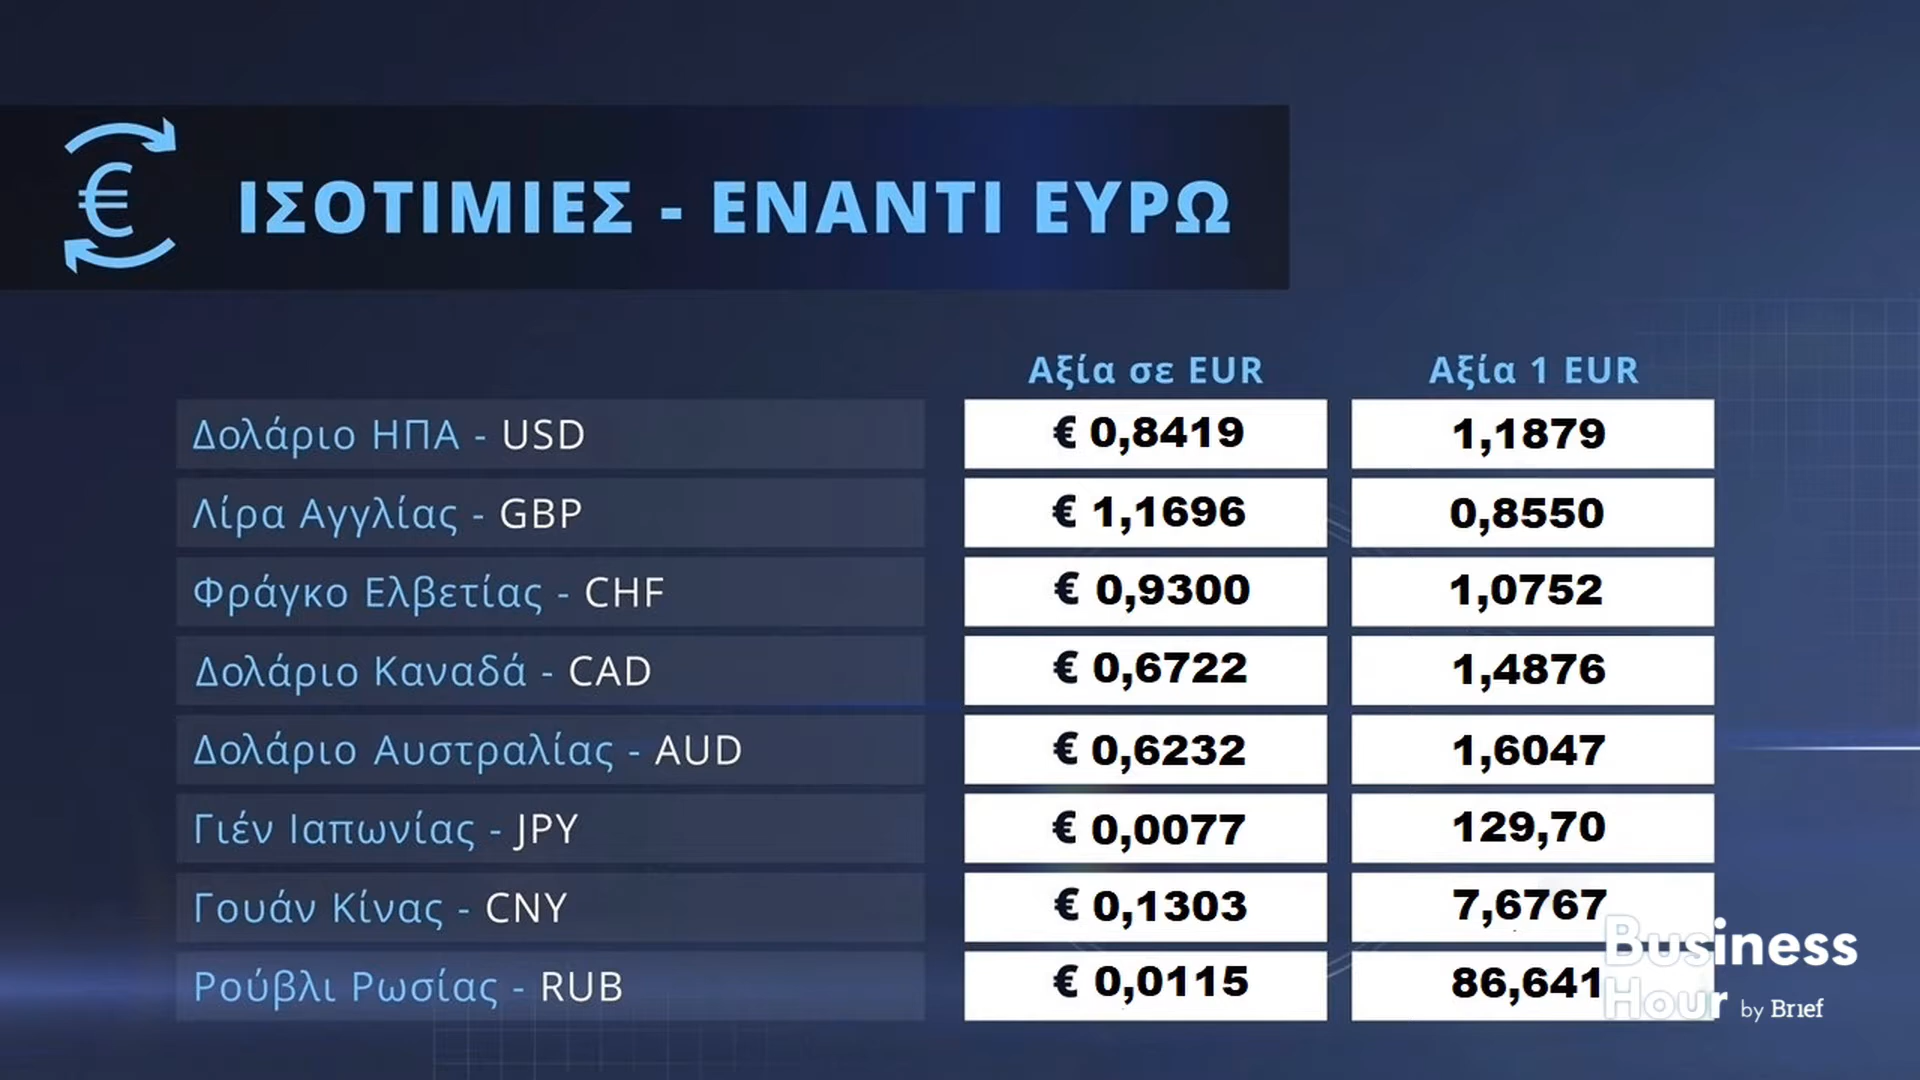 €
ΙΣΟΤΙΜΙΕΣ - ΕΝΑΝΤΙ ΕΥΡΩ
Αξία σε EUR Αξία 1 EUR
Δολάριο ΗΠΑ - USD € 0,8419 1,1879
Λίρα Αγγλίας - GBP € 1,1696 0,8550
Φράγκο Ελβετίας - CHF € 0,9300 1,0752
Δολάριο Καναδά - CAD € 0,6722 1,4876
Δολάριο Αυστραλίας - AUD € 0,6232 1,6047
Γιέν Ιαπωνίας - JPY € 0,0077 129,70
Γουάν Κίνας - CNY € 0,1303 7,6767
Ρούβλι Ρωσίας - RUB € 0,0115 86,641
Business
Hour by Brief